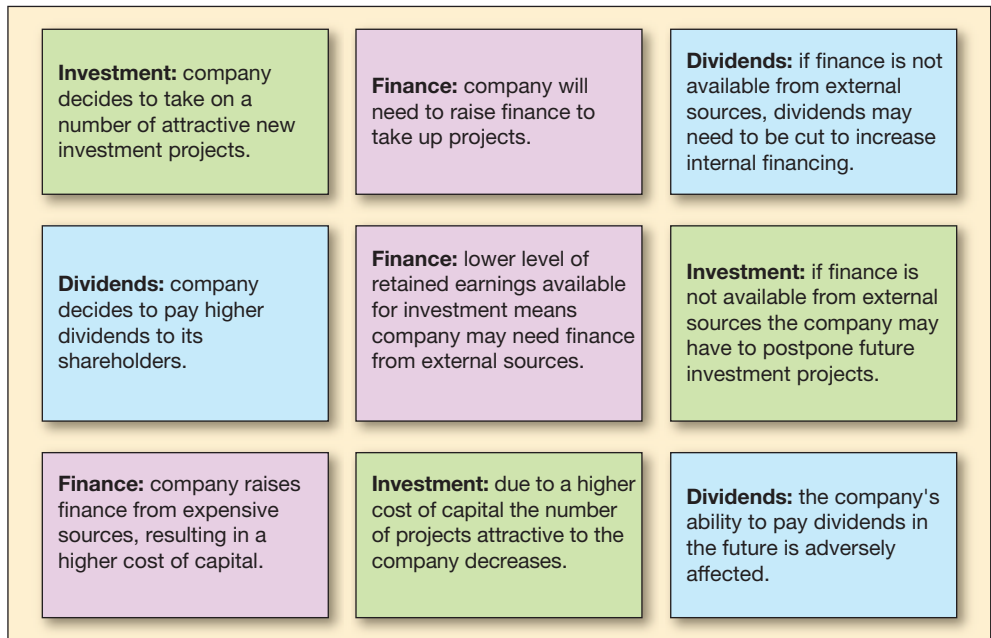 Investment: company
decides to take on a
number of attractive new
investment projects.
Finance: company will
need to raise finance to
take up projects.
Dividends: if finance is not
available from external
sources, dividends may
need to be cut to increase
internal financing.
Dividends: company
decides to pay higher
dividends to its
shareholders.
Finance: lower level of
retained earnings available
for investment means
company may need finance
from external sources.
Investment: if finance is
not available from external
sources the company may
have to postpone future
investment projects.
Finance: company raises
finance from expensive
sources, resulting in a
higher cost of capital.
Investment: due to a higher
cost of capital the number
of projects attractive to the
company decreases.
Dividends: the company's
ability to pay dividends in
the future is adversely
affected.